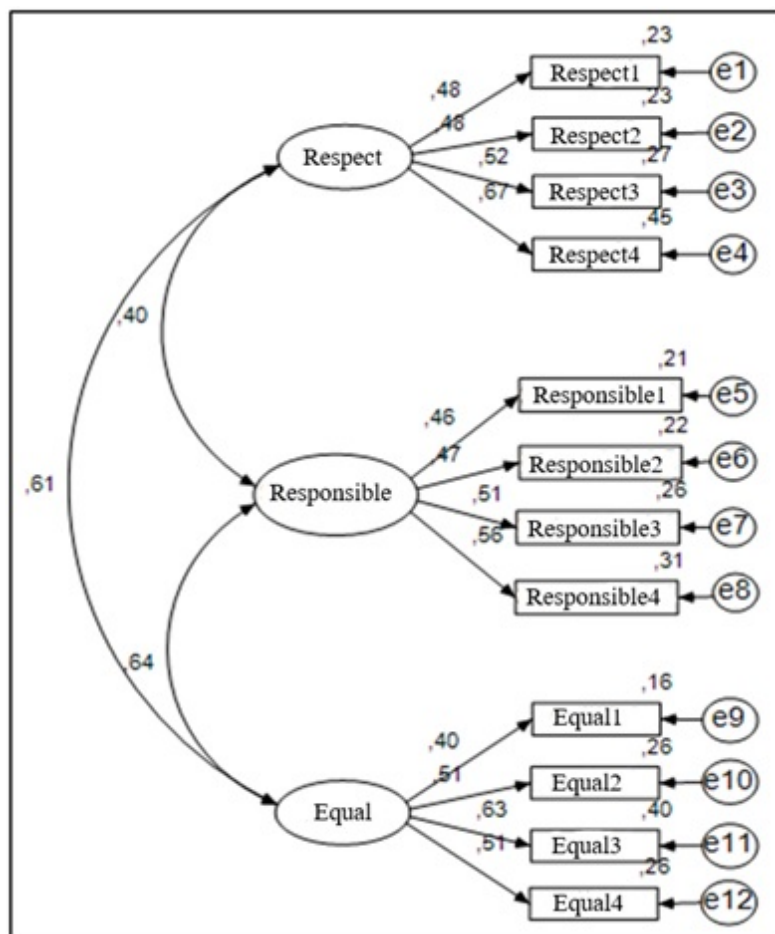 ,23
Respect1
e1
,48
,23
,48
Respect2
e2
Respect
,52
,27
Respect3
e3
,67
,45
Respect4
e4
,40
,21
Responsible1
e5
,46
,22
,47
Responsible2
e6
,61
Responsible
,51
,26
Responsible3
e7
,56
,31
Responsible4
e8
,64
,16
Equal1
e9
,40
,26
,51
Equal2
e10
Equal
,63
,40
Equal3
e11
,51
,26
Equal4
e12